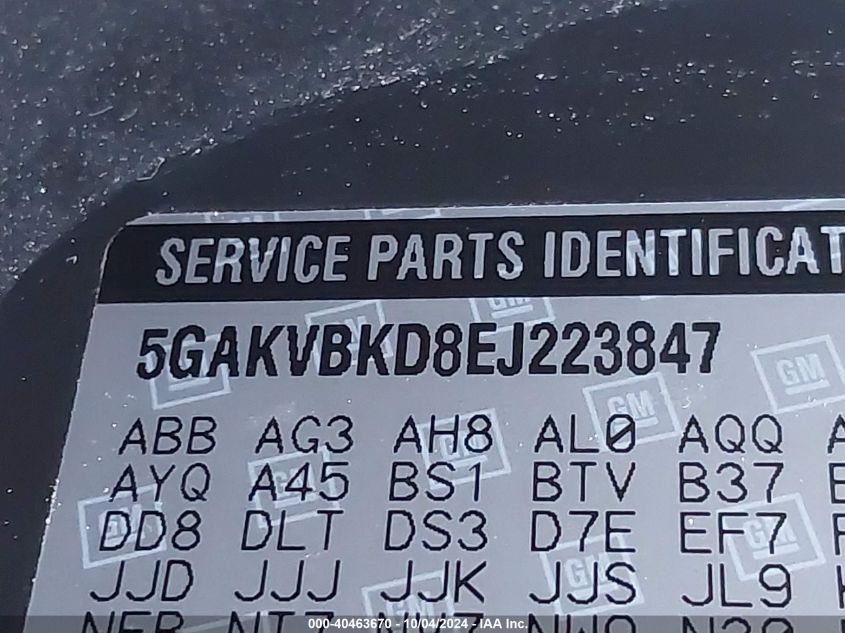 SERVICE PARTS IDENTIFICAT
5GAKVBKD8EJ223847
ABB AG3 AH8 AL0 AQQ
AYQ A45 BS1 BTV B37
DD8 DLT DS3 D7E EF7
JJD JJJ JJK JJS JL9
000-40463670 - 10/04/2024 - IAA Inc.